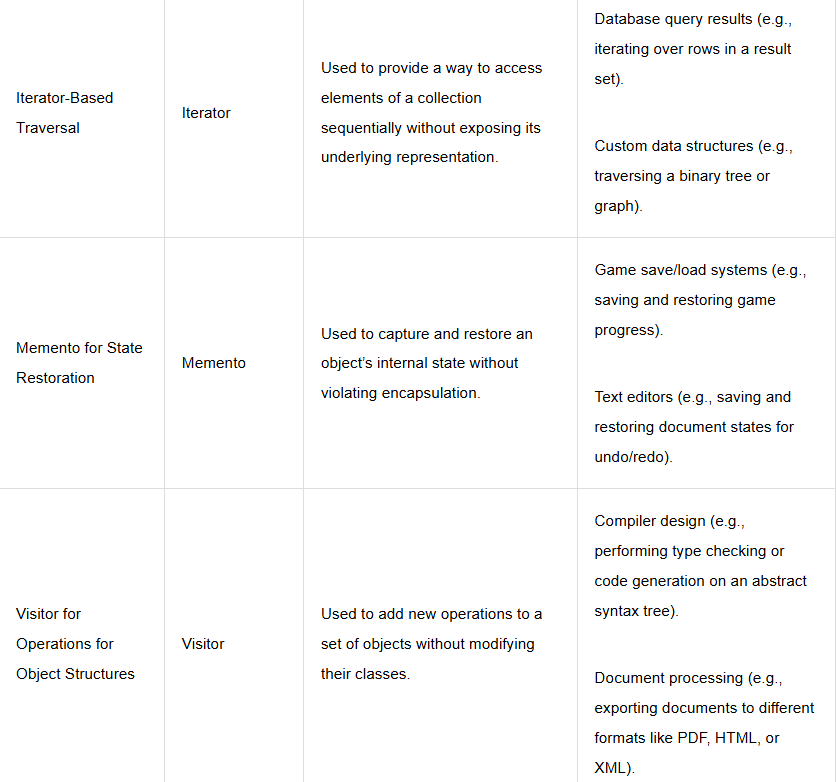 Iterator-Based
Traversal
Iterator
Used to provide a way to access
elements of a collection
sequentially without exposing its
underlying representation.
Database query results (e.g.,
iterating over rows in a result
set).
Custom data structures (e.g.,
traversing a binary tree or
graph).
Memento for State
Restoration
Memento
Used to capture and restore an
object’s internal state without
violating encapsulation.
Game save/load systems (e.g.,
saving and restoring game
progress).
Text editors (e.g., saving and
restoring document states for
undo/redo).
Visitor for
Operations for
Object Structures
Visitor
Used to add new operations to a
set of objects without modifying
their classes.
Compiler design (e.g.,
performing type checking or
code generation on an abstract
syntax tree).
Document processing (e.g.,
exporting documents to different
formats like PDF, HTML, or
XML).